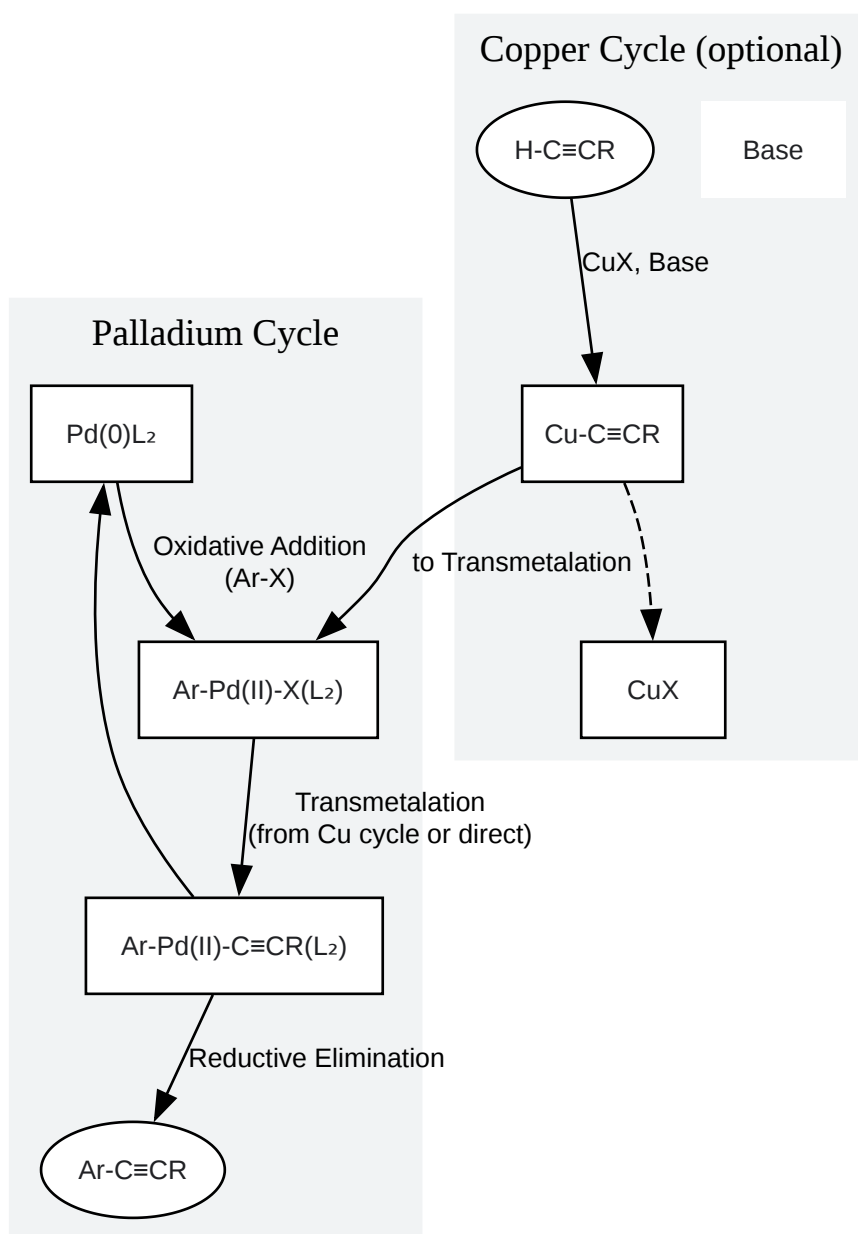 Copper Cycle (optional)
H-C≡CR
Base
CuX, Base
Palladium Cycle
Pd(0)L₂
Cu-C≡CR
Oxidative Addition
(Ar-X)
to Transmetalation
Ar-Pd(II)-X(L₂)
CuX
Transmetalation
(from Cu cycle or direct)
Ar-Pd(II)-C≡CR(L₂)
Reductive Elimination
Ar-C≡CR